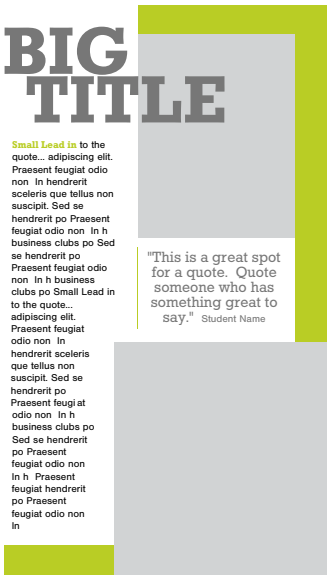 BIG
TITLE
Small Lead in to the
quote... adipiscing elit.
Praesent feugiat odio
non In hendrerit
sceleris que tellus non
suscipit. Sed se
hendrerit po Praesent
feugiat odio non In h
business clubs po Sed
se hendrerit po
Praesent feugiat odio
non In h business
clubs po Small Lead in
to the quote...
adipiscing elit.
Praesent feugiat
odio non In
hendrerit sceleris
que tellus non
suscipit. Sed se
hendrerit po
Praesent feugi at
odio non In h
business clubs po
Sed se hendrerit
po Praesent
feugiat odio non
In h Praesent
feugiat hendrerit
po Praesent
feugiat odio non
In
"This is a great spot
for a quote. Quote
someone who has
something great to
say." Student Name